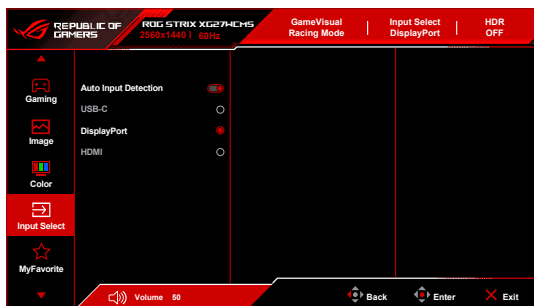 REPUBLIC OF
GAMERS
ROG STRIX XG27HCMS
2560x1440 | 60Hz
GameVisual
Racing Mode
Input Select
DisplayPort
HDR
OFF
Gaming
Image
Color
Input Select
MyFavorite
Auto Input Detection
USB-C
DisplayPort
HDMI
Volume 50
Back
Enter
Exit